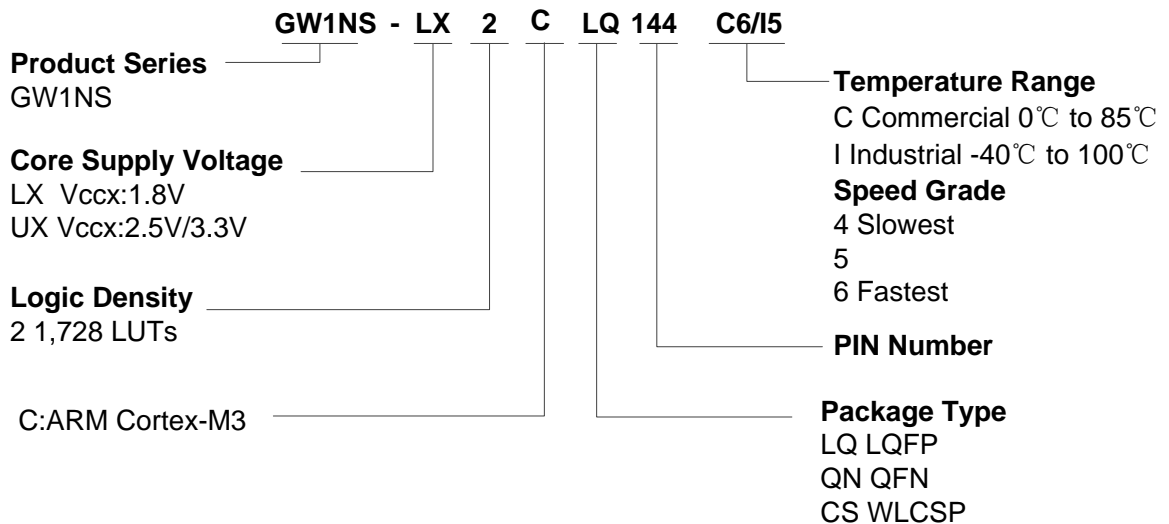 GW1NS - LX 2 C LQ 144 C6/I5
Product Series
GW1NS
Core Supply Voltage
LX Vccx:1.8V
UX Vccx:2.5V/3.3V
Logic Density
2 1,728 LUTs
C:ARM Cortex-M3
Temperature Range
C Commercial 0℃ to 85℃
I Industrial -40℃ to 100℃
Speed Grade
4 Slowest
5
6 Fastest
PIN Number
Package Type
LQ LQFP
QN QFN
CS WLCSP